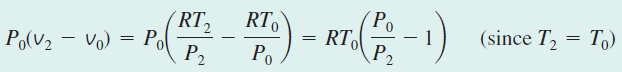 P₀(v₂ − v₀) = P₀(RT₂/P₂ − RT₀/P₀) = RT₀(P₀/P₂ − 1) (since T₂ = T₀)